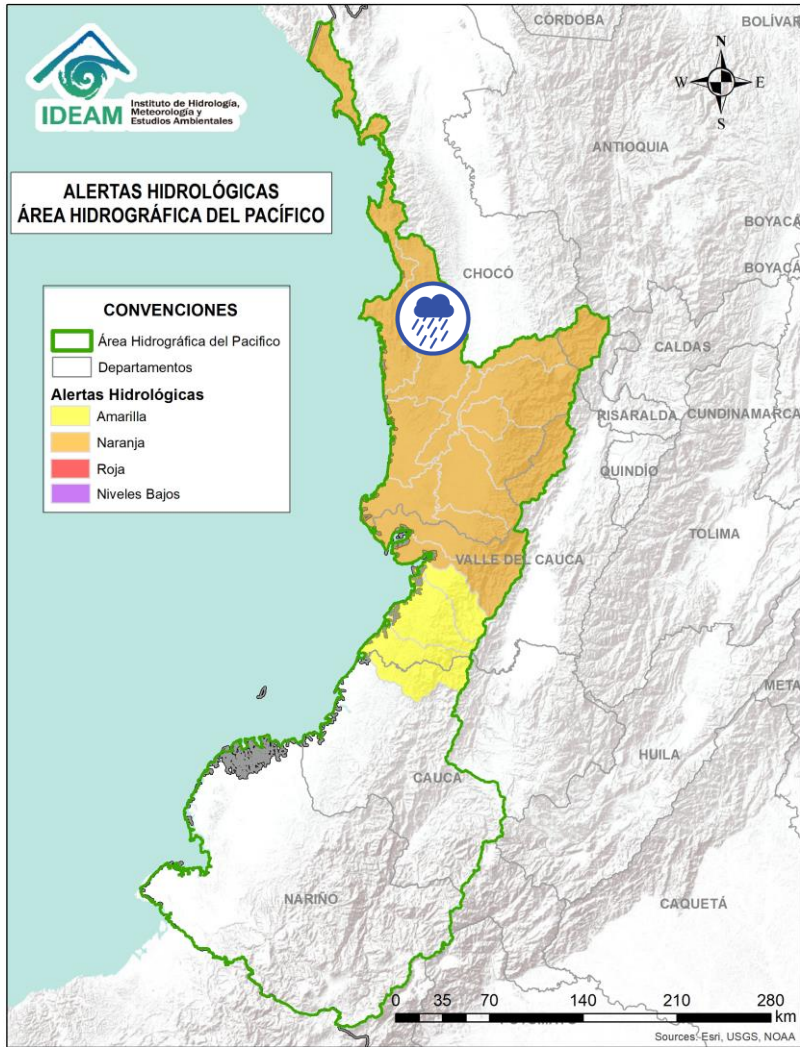 CÓRDOBA
BOLÍVAR
N
W
E
S
IDEAM
Instituto de Hidrología,
Meteorología y
Estudios Ambientales
ANTIOQUIA
ALERTAS HIDROLÓGICAS
ÁREA HIDROGRÁFICA DEL PACÍFICO
BOYACÁ
CHOCÓ
BOYACÁ
CONVENCIONES
Área Hidrográfica del Pacifico
Departamentos
Alertas Hidrológicas
Amarilla
Naranja
Roja
Niveles Bajos
CALDAS
RISARALDA
CUNDINAMARCA
QUINDÍO
TOLIMA
VALLE DEL CAUCA
META
HUILA
CAUCA
NARIÑO
CAQUETÁ
0 35 70 140 210 280
km
Sources: Esri, USGS, NOAA